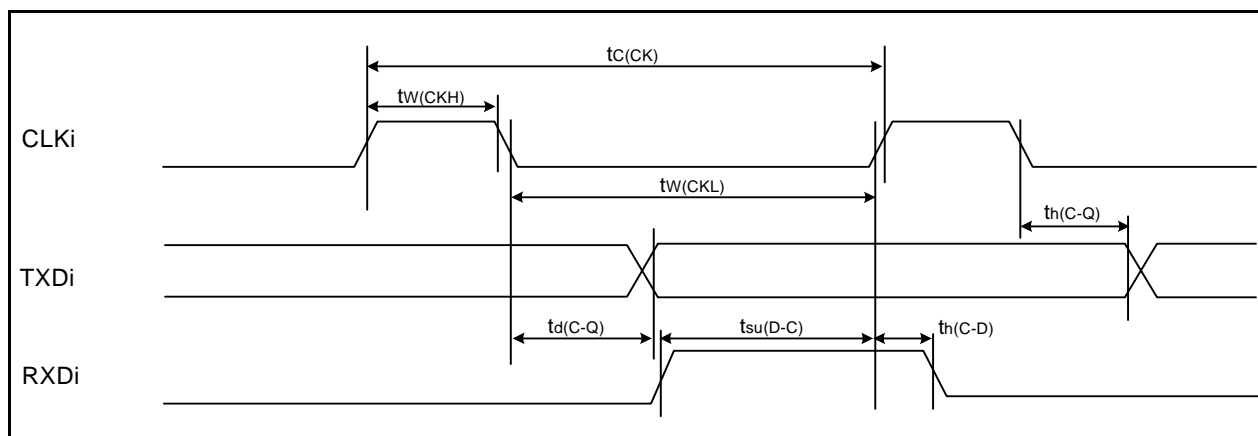 tC(CK)
tW(CKH)
CLKi
tW(CKL)
th(C-Q)
TXDi
td(C-Q)
tsu(D-C)
th(C-D)
RXDi